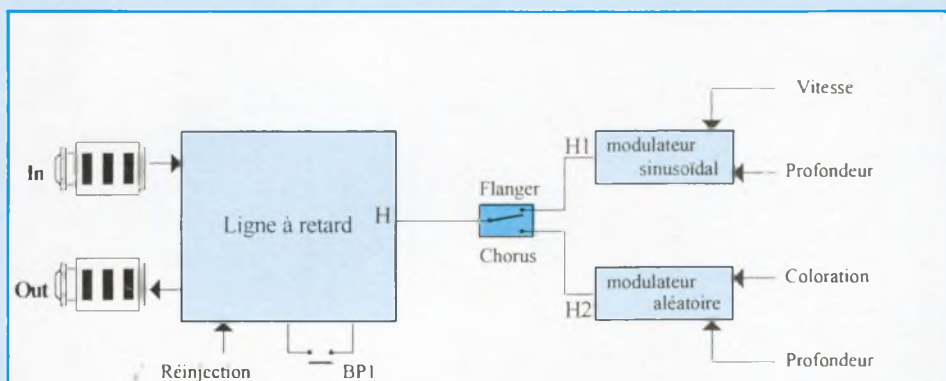 Vitesse
H1
modulateur
sinusoïdal
In
Profondeur
Flanger
Ligne à retard
H
Chorus
Coloration
modulateur
aléatoire
Out
H2
Réinjection
BP1
Profondeur